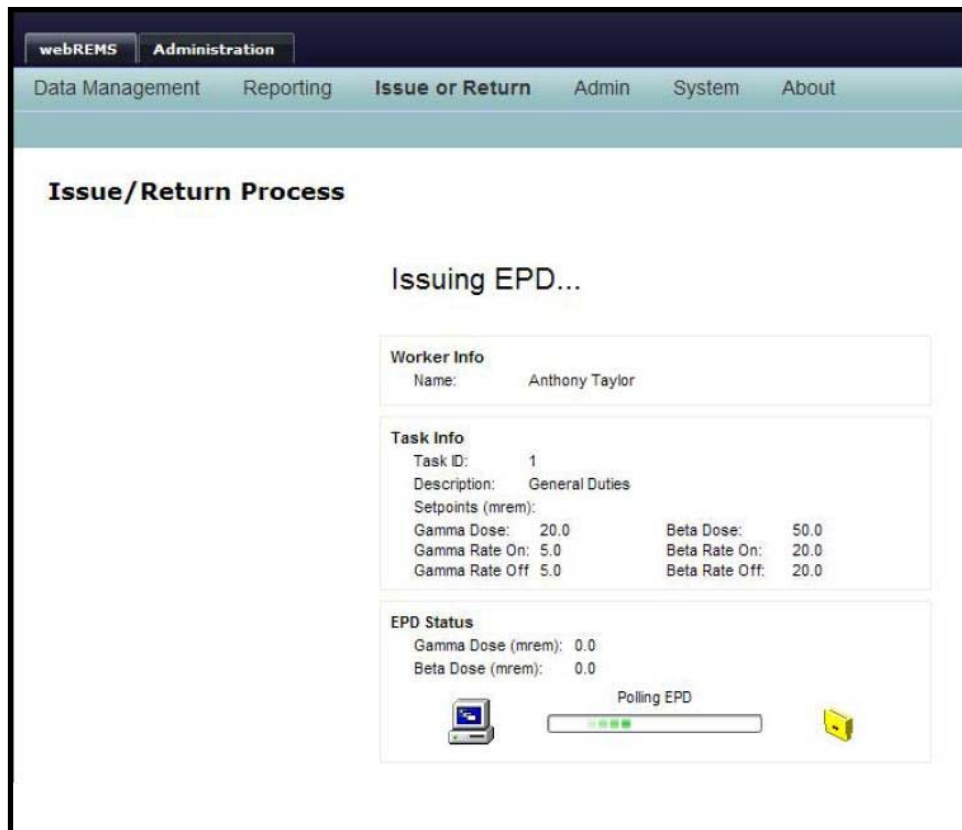 webREMS Administration
Data Management Reporting Issue or Return Admin System About
Issue/Return Process
Issuing EPD...
Worker Info
Name: Anthony Taylor
Task Info
Task ID: 1
Description: General Duties
Setpoints (mrem):
Gamma Dose: 20.0 Beta Dose: 50.0
Gamma Rate On: 5.0 Beta Rate On: 20.0
Gamma Rate Off 5.0 Beta Rate Off: 20.0
EPD Status
Gamma Dose (mrem): 0.0
Beta Dose (mrem): 0.0
Polling EPD